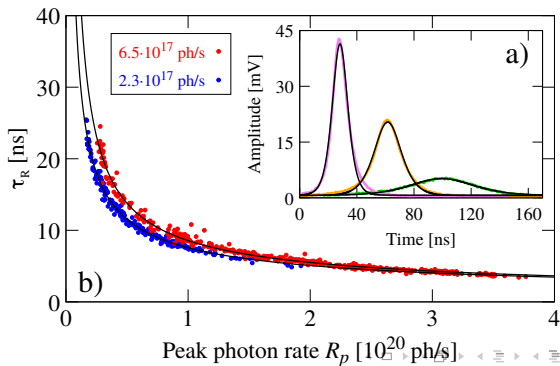 40
30
20
10
0
τR [ns]
6.5·10^17 ph/s
2.3·10^17 ph/s
b)
0
1
2
3
4
Peak photon rate Rp [10^20 ph/s]
a)
45
30
15
0
Amplitude [mV]
0
40
80
120
160
Time [ns]